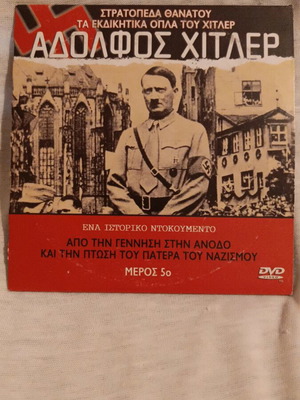 ΣΤΡΑΤΟΠΕΔΑ ΘΑΝΑΤΟΥ
ΤΑ ΕΚΔΙΚΗΤΙΚΑ ΟΠΛΑ ΤΟΥ ΧΙΤΛΕΡ
ΑΔΟΛΦΟΣ ΧΙΤΛΕΡ
ΕΝΑ ΙΣΤΟΡΙΚΟ ΝΤΟΚΟΥΜΕΝΤΟ
ΑΠΟ ΤΗΝ ΓΕΝΝΗΣΗ ΣΤΗΝ ΑΝΟΔΟ
ΚΑΙ ΤΗΝ ΠΤΩΣΗ ΤΟΥ ΠΑΤΕΡΑ ΤΟΥ ΝΑΖΙΣΜΟΥ
ΜΕΡΟΣ 5ο
DVD
VIDEO